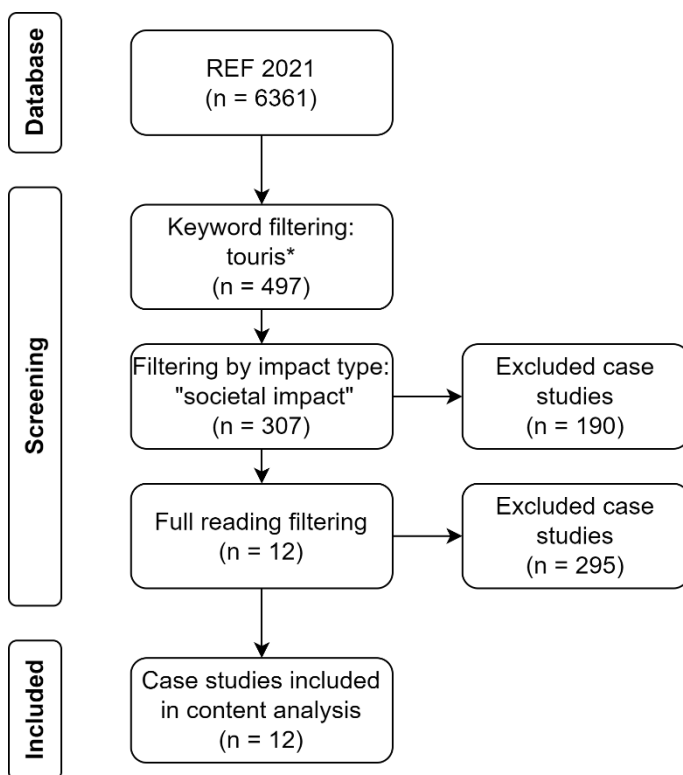 Database
REF 2021
(n = 6361)
Screening
Keyword filtering:
touris*
(n = 497)
Filtering by impact type:
"societal impact"
(n = 307)
Excluded case
studies
(n = 190)
Full reading filtering
(n = 12)
Excluded case
studies
(n = 295)
Included
Case studies included
in content analysis
(n = 12)